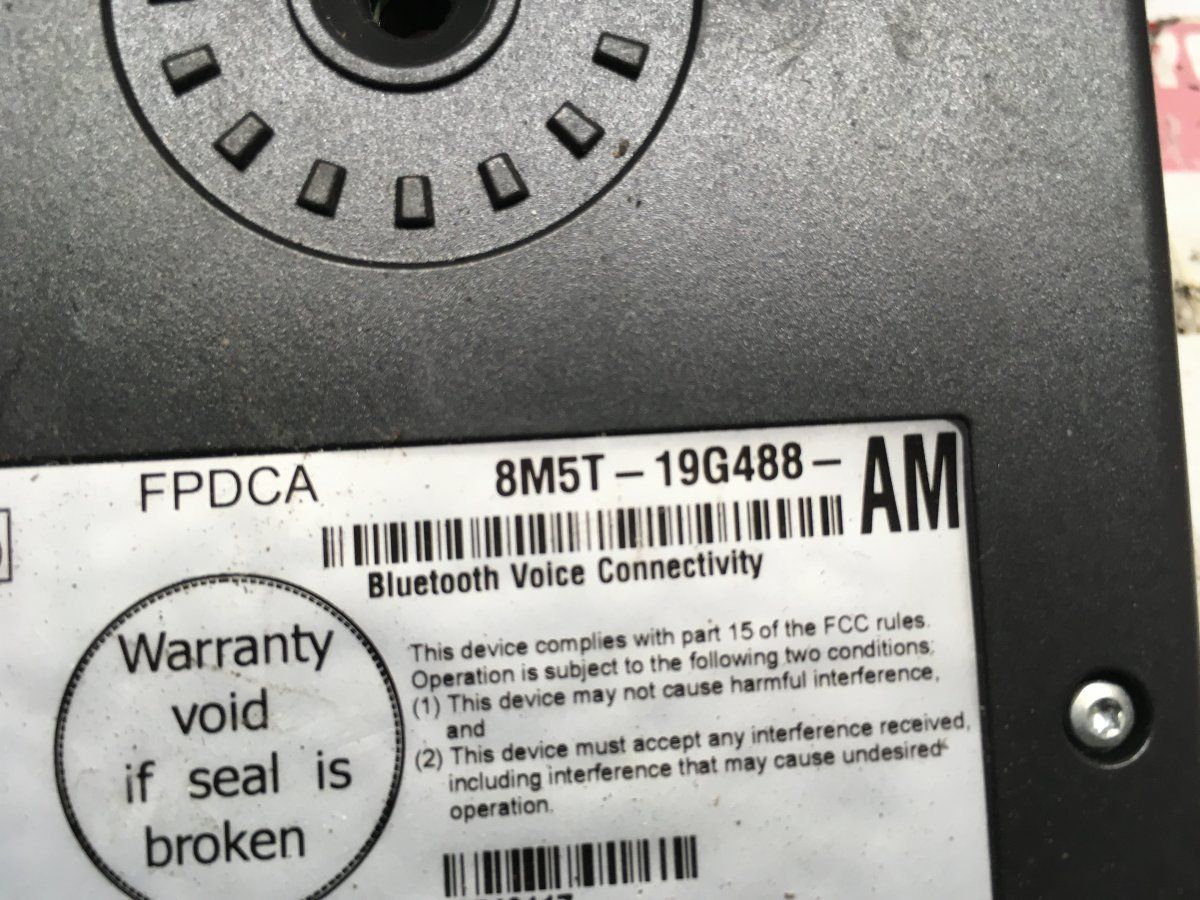 FPDCA
8M5T-19G488-AM
Bluetooth Voice Connectivity
Warranty
void
if seal is
broken
This device complies with part 15 of the FCC rules.
Operation is subject to the following two conditions;
(1) This device may not cause harmful interference,
and
(2) This device must accept any interference received,
including interference that may cause undesired
operation.